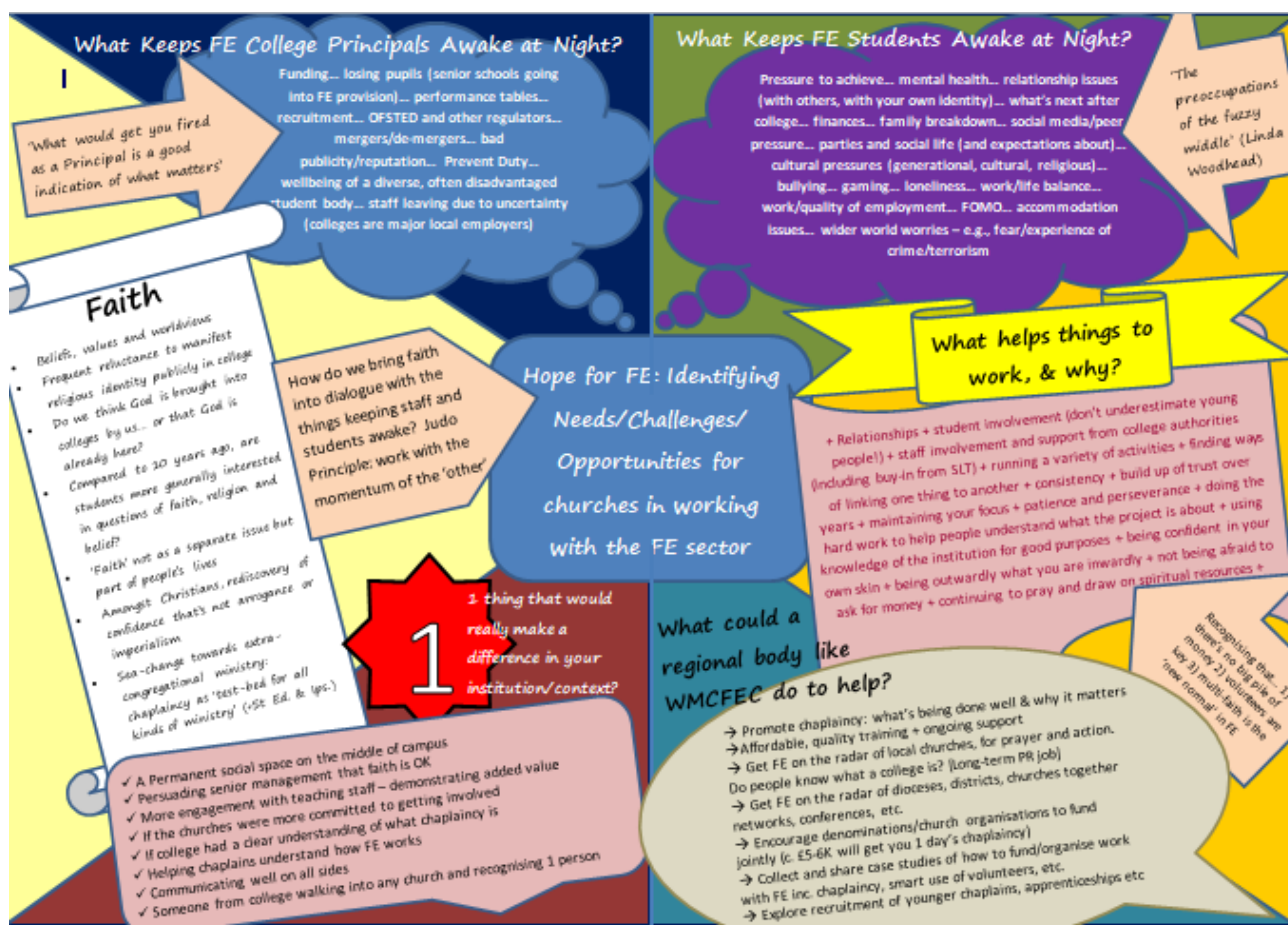 What Keeps FE College Principals Awake at Night?
Funding... losing pupils (senior schools going
into FE provision)... performance tables...
recruitment... OFSTED and other regulators...
mergers/de-mergers... bad
publicity/reputation... Prevent Duty...
wellbeing of a diverse, often disadvantaged
student body... staff leaving due to uncertainty
(colleges are major local employers)
'What would get you fired
as a Principal is a good
indication of what matters'
What Keeps FE Students Awake at Night?
Pressure to achieve... mental health... relationship issues
(with others, with your own identity)... what's next after
college... finances... family breakdown... social media/peer
pressure... parties and social life (and expectations about)...
cultural pressures (generational, cultural, religious)...
bullying... gaming... loneliness... work/life balance...
work/quality of employment... FOMO... accommodation
issues... wider world worries – e.g., fear/experience of
crime/terrorism
'The
preoccupations
of the fuzzy
middle' (Linda
Woodhead)
Faith
• Beliefs, values and worldviews
• Frequent reluctance to manifest
religious identity publicly in college
• Do we think God is brought into
colleges by us... or that God is
already here?
• Compared to 10 years ago, are
students more generally interested
in questions of faith, religion and
belief?
• 'Faith' not as a separate issue but
part of people's lives
• Amongst Christians, rediscovery of
confidence that's not arrogance or
imperialism
• Sea-change towards extra-
congregational ministry:
chaplaincy as 'test-bed for all
kinds of ministry' (+St Ed. & Ips.)
How do we bring faith
into dialogue with the
things keeping staff and
students awake? Judo
Principle: work with the
momentum of the 'other'
Hope for FE: Identifying
Needs/Challenges/
Opportunities for
churches in working
with the FE sector
What helps things to
work, & why?
+ Relationships + student involvement (don't underestimate young
people!) + staff involvement and support from college authorities
(including buy-in from SLT) + running a variety of activities + finding ways
of linking one thing to another + consistency + build up of trust over
years + maintaining your focus + patience and perseverance + doing the
hard work to help people understand what the project is about + using
knowledge of the institution for good purposes + being confident in your
own skin + being outwardly what you are inwardly + not being afraid to
ask for money + continuing to pray and draw on spiritual resources +
Recognising that... 1)
there's no big pile of
money 2) volunteers are
key 3) multi-faith is the
'new normal' in FE
1
1 thing that would
really make a
difference in your
institution/context?
✓ A Permanent social space on the middle of campus
✓ Persuading senior management that faith is OK
✓ More engagement with teaching staff – demonstrating added value
✓ If the churches were more committed to getting involved
✓ If college had a clear understanding of what chaplaincy is
✓ Helping chaplains understand how FE works
✓ Communicating well on all sides
✓ Someone from college walking into any church and recognising 1 person
What could a
regional body like
WMCFEC do to help?
→ Promote chaplaincy: what's being done well & why it matters
→Affordable, quality training + ongoing support
→ Get FE on the radar of local churches, for prayer and action.
Do people know what a college is? (Long-term PR job)
→ Get FE on the radar of dioceses, districts, churches together
networks, conferences, etc.
→ Encourage denominations/church organisations to fund
jointly (c. £5-6K will get you 1 day's chaplaincy)
→ Collect and share case studies of how to fund/organise work
with FE inc. chaplaincy, smart use of volunteers, etc.
→ Explore recruitment of younger chaplains, apprenticeships etc